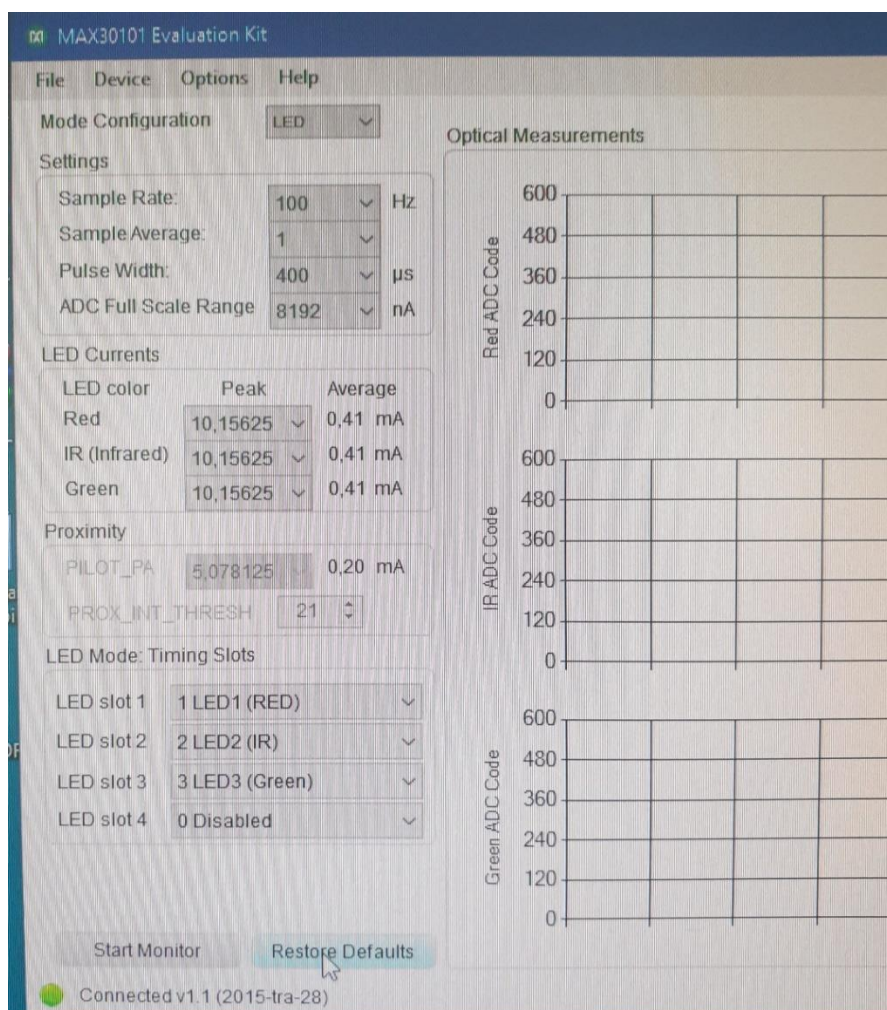 MAX30101 Evaluation Kit
File Device Options Help
Mode Configuration LED
Settings
Sample Rate: 100 Hz
Sample Average: 1
Pulse Width: 400 µs
ADC Full Scale Range 8192 nA
LED Currents
LED color Peak Average
Red 10,15625 0,41 mA
IR (Infrared) 10,15625 0,41 mA
Green 10,15625 0,41 mA
Proximity
PILOT_PA 5,078125 0,20 mA
PROX_INT_THRESH 21
LED Mode: Timing Slots
LED slot 1 1 LED1 (RED)
LED slot 2 2 LED2 (IR)
LED slot 3 3 LED3 (Green)
LED slot 4 0 Disabled
Start Monitor Restore Defaults
Connected v1.1 (2015-tra-28)
Optical Measurements
Red ADC Code
600
480
360
240
120
0
IR ADC Code
600
480
360
240
120
0
Green ADC Code
600
480
360
240
120
0